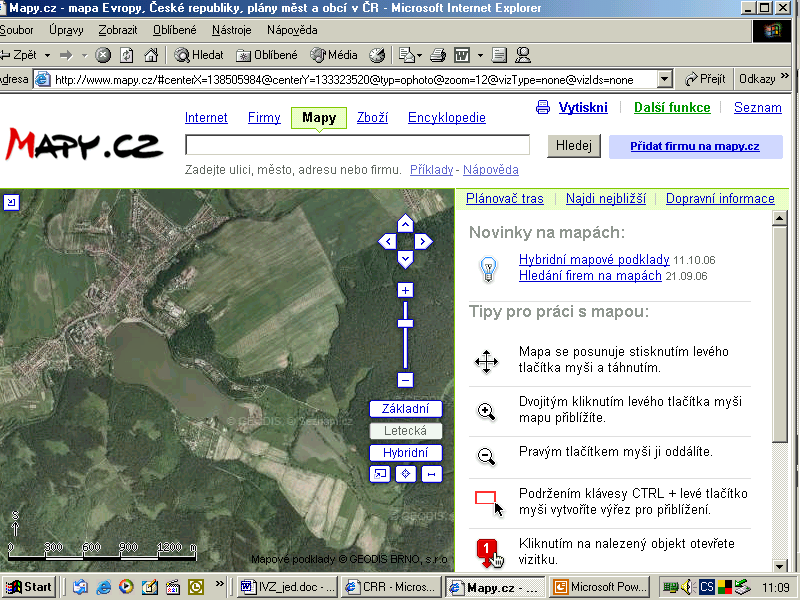 Mapy.cz - mapa Evropy, České republiky, plány měst a obcí v ČR - Microsoft Internet Explorer
Soubor Úpravy Zobrazit Oblíbené Nástroje Nápověda
Zpět Hledat Oblíbené Média
Adresa http://www.mapy.cz/#centerX=138505984@centerY=133323520@typ=ophoto@zoom=12@vizType=none@vizIds=none Přejít Odkazy »
Vytiskni Další funkce Seznam
Internet Firmy Mapy Zboží Encyklopedie
MAPY.CZ
Hledej Přidat firmu na mapy.cz
Zadejte ulici, město, adresu nebo firmu. Příklady - Nápověda
Plánovač tras Najdi nejbližší Dopravní informace
Novinky na mapách:
Hybridní mapové podklady 11.10.06
Hledání firem na mapách 21.09.06
Tipy pro práci s mapou:
Mapa se posunuje stisknutím levého
tlačítka myši a táhnutím.
Dvojitým kliknutím levého tlačítka myši
mapu přiblížíte.
Pravým tlačítkem myši ji oddálíte.
Podržením klávesy CTRL + levé tlačítko
myši vytvoříte výřez pro přiblížení.
1
Kliknutím na nalezený objekt otevřete
vizitku.
+
−
Základní
Letecká
Hybridní
© GEODIS, © Seznam.cz
© GEODIS,
S
0 300 600 900 1200 m
Mapové podklady © GEODIS BRNO, s.r.o
Start » IVZ_jed.doc - ... CRR - Micros... Mapy.cz - ... Microsoft Pow... CS 11:09